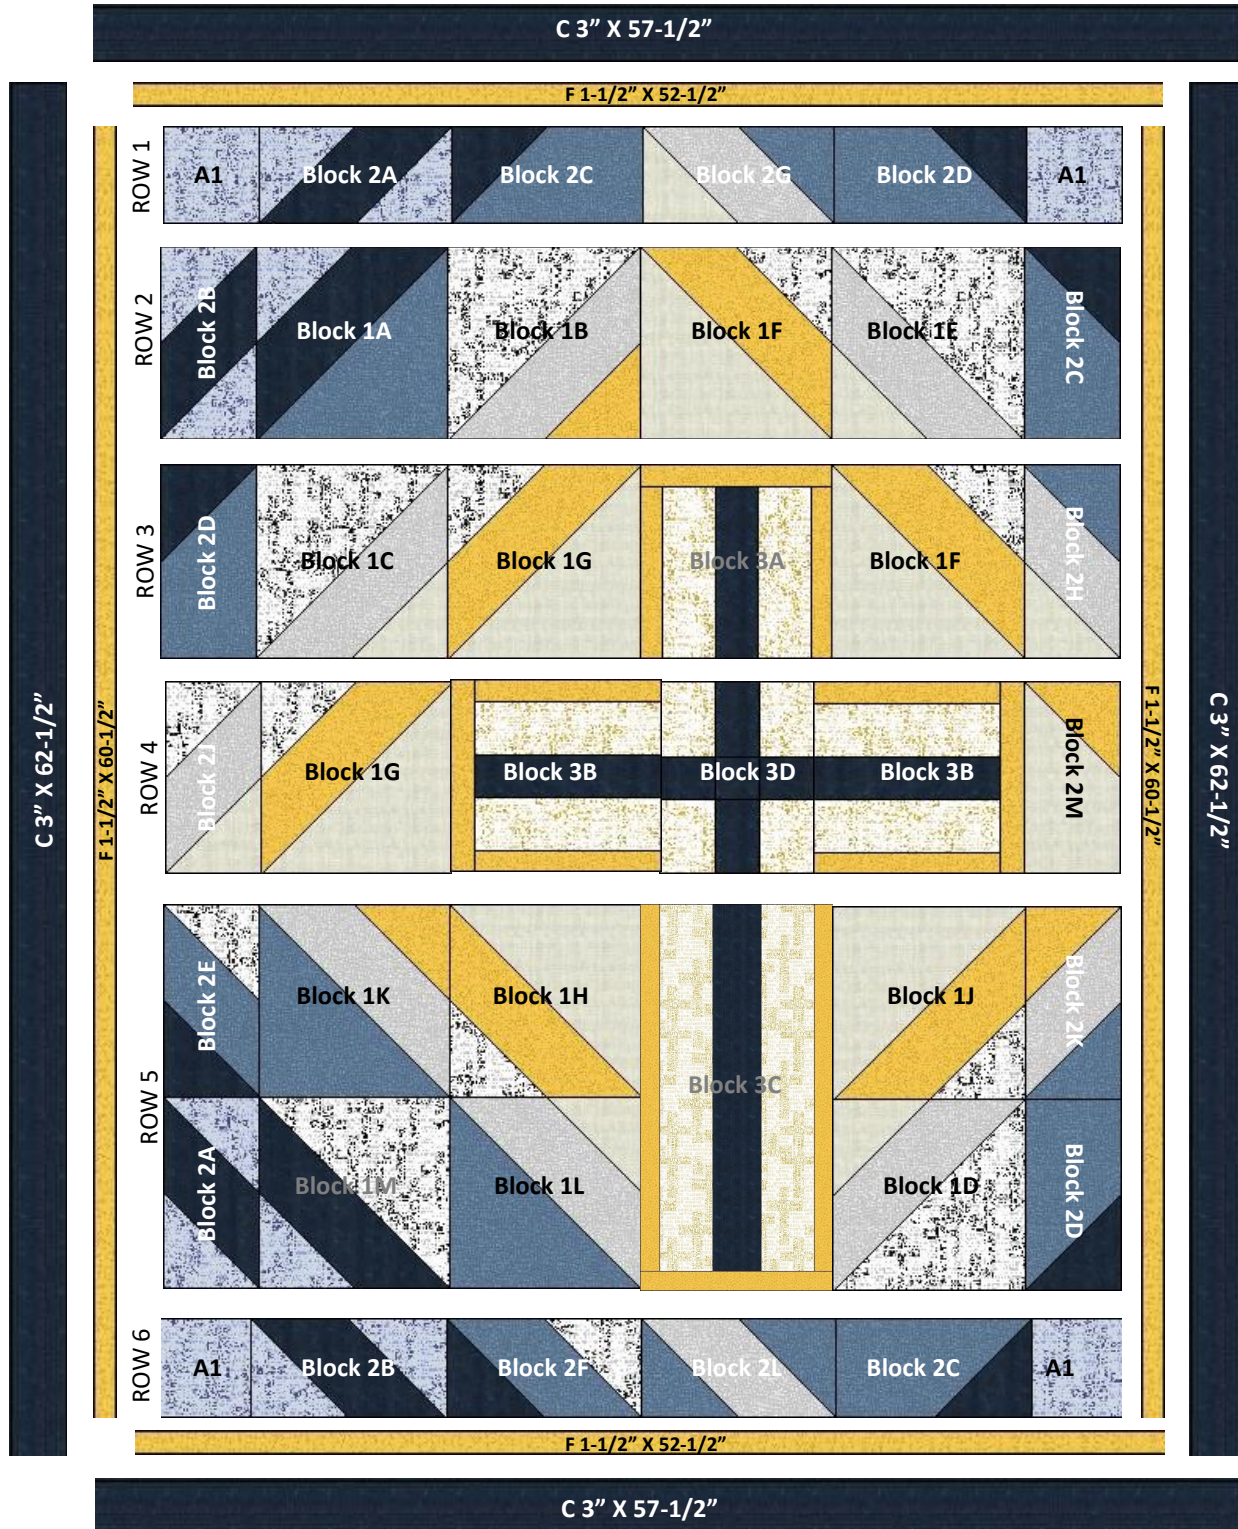 C 3” X 57-1/2”
F 1-1/2” X 52-1/2”
ROW 1
A1
Block 2A
Block 2C
Block 2G
Block 2D
A1
ROW 2
Block 2B
Block 1A
Block 1B
Block 1F
Block 1E
Block 2C
ROW 3
Block 2D
Block 1C
Block 1G
Block 3A
Block 1F
Block 2H
C 3” X 62-1/2”
F 1-1/2” X 60-1/2”
ROW 4
Block 2J
Block 1G
Block 3B
Block 3D
Block 3B
Block 2M
F 1-1/2” X 60-1/2”
C 3” X 62-1/2”
ROW 5
Block 2E
Block 1K
Block 1H
Block 3C
Block 1J
Block 2K
Block 2A
Block 1M
Block 1L
Block 1D
Block 2D
ROW 6
A1
Block 2B
Block 2F
Block 2L
Block 2C
A1
F 1-1/2” X 52-1/2”
C 3” X 57-1/2”